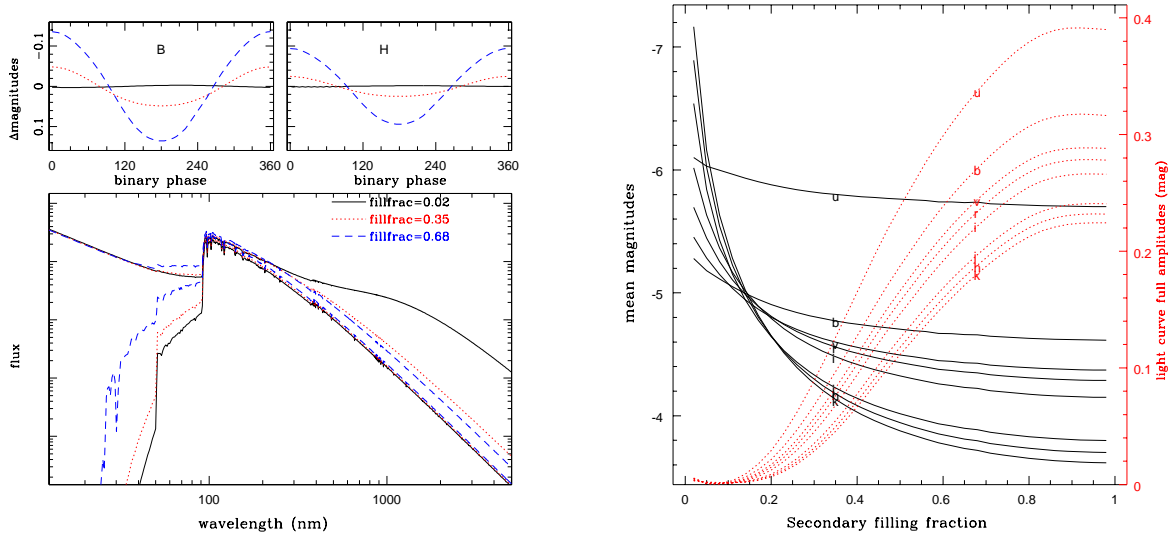 B
H
Δmagnitudes
-0.1
0
0.1
0 120 240 360
0 120 240 360
binary phase
binary phase
fillfrac=0.02
fillfrac=0.35
fillfrac=0.68
flux
100 1000
wavelength (nm)
mean magnitudes
-7
-6
-5
-4
u
b
v
k
u
b
v
r
i
j
h
k
0 0.2 0.4 0.6 0.8 1
Secondary filling fraction
0.4
0.3
0.2
0.1
0
light curve full amplitudes (mag)